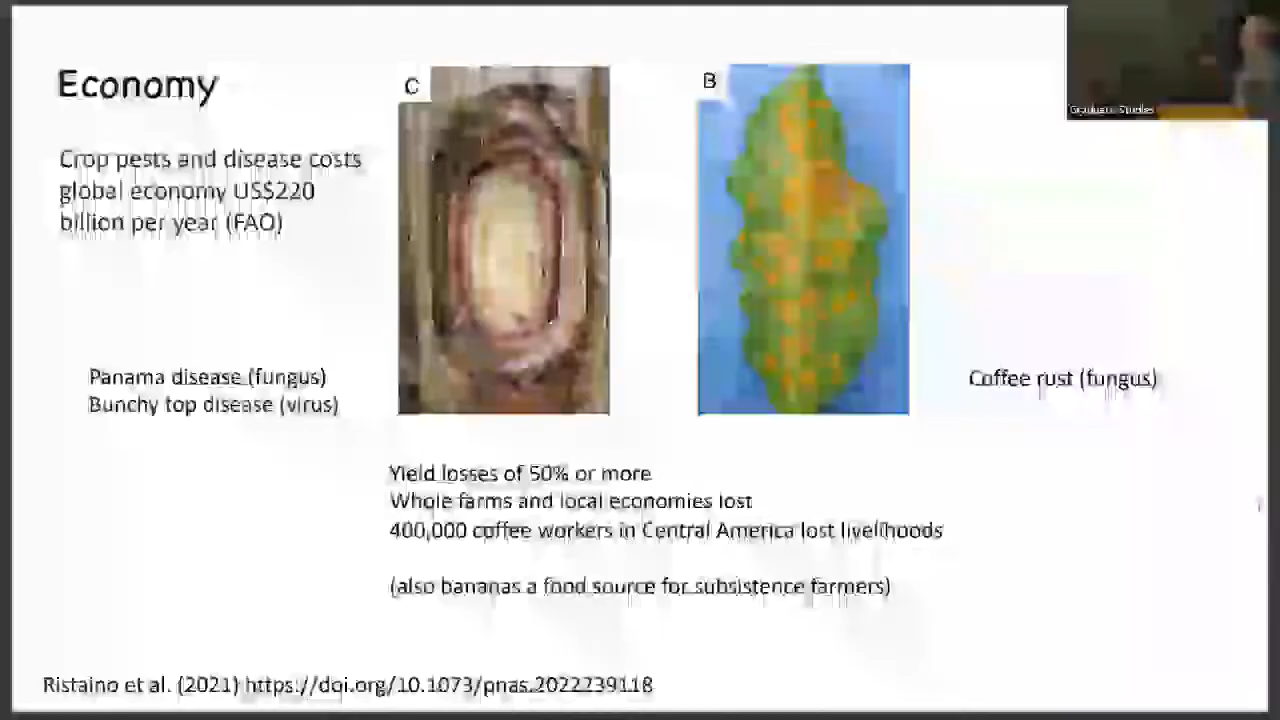 Economy
C
B
Graduate Studies
Crop pests and disease costs
global economy US$220
billion per year (FAO)
Panama disease (fungus)
Bunchy top disease (virus)
Coffee rust (fungus)
Yield losses of 50% or more
Whole farms and local economies lost
400,000 coffee workers in Central America lost livelihoods
(also bananas a food source for subsistence farmers)
Ristaino et al. (2021) https://doi.org/10.1073/pnas.2022239118